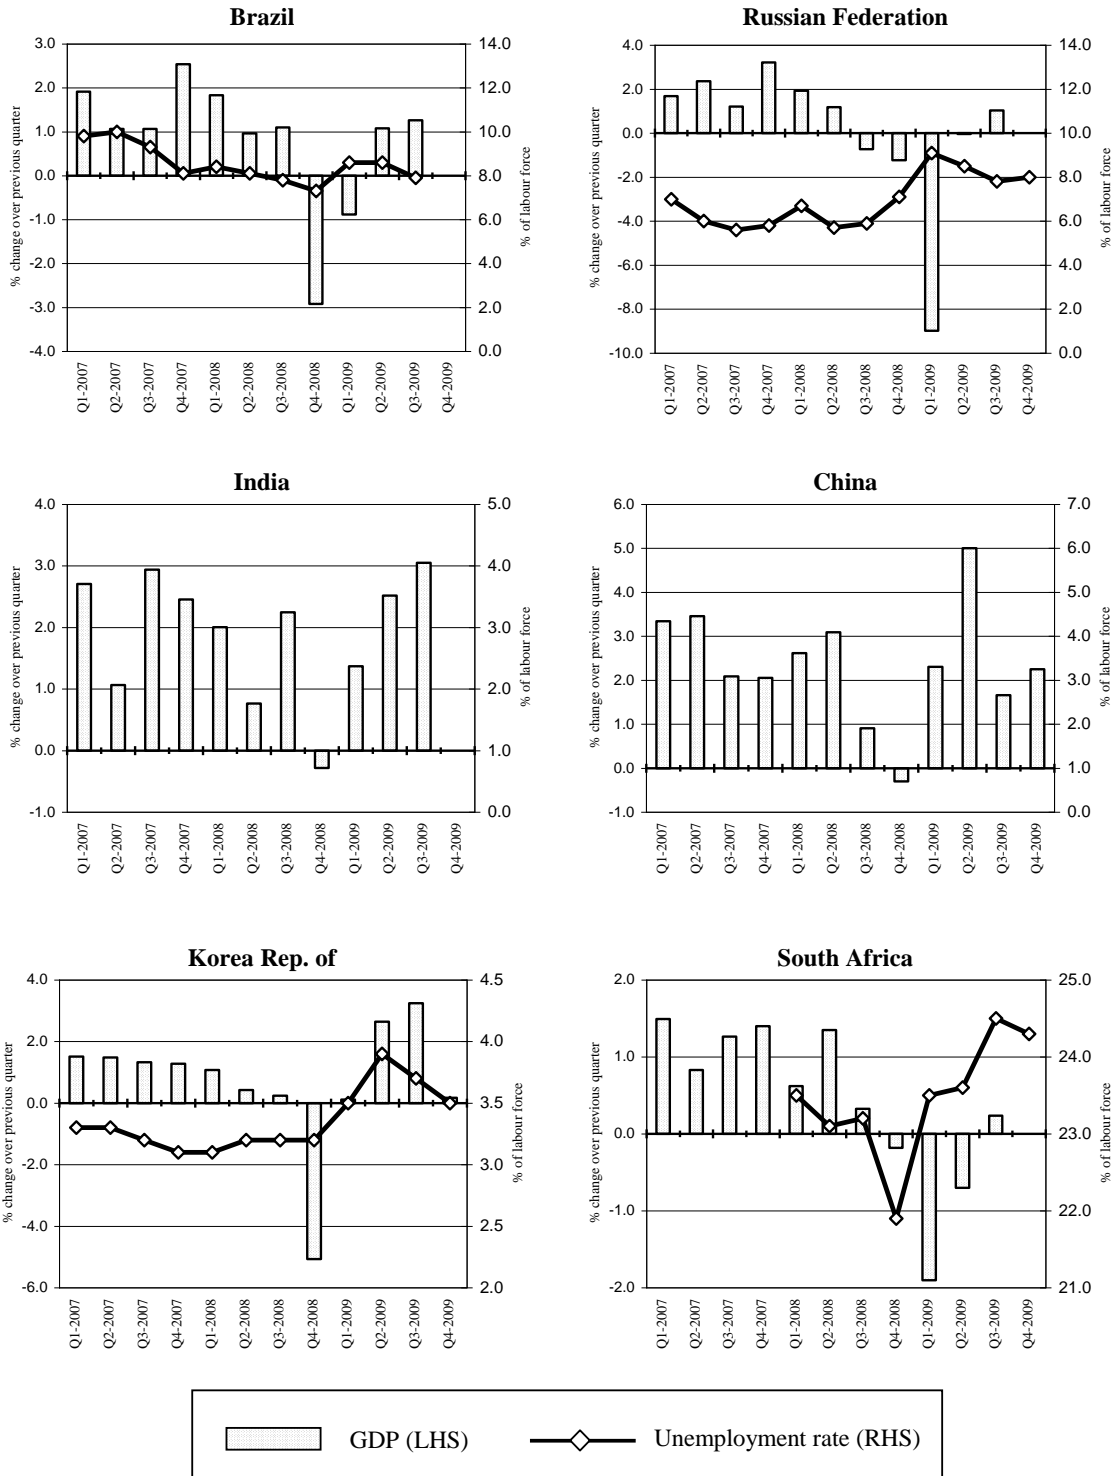 Brazil
% change over previous quarter
3.0
2.0
1.0
0.0
-1.0
-2.0
-3.0
-4.0
14.0
12.0
10.0
8.0
6.0
4.0
2.0
0.0
% of labour force
Q1-2007
Q2-2007
Q3-2007
Q4-2007
Q1-2008
Q2-2008
Q3-2008
Q4-2008
Q1-2009
Q2-2009
Q3-2009
Q4-2009
Russian Federation
% change over previous quarter
4.0
2.0
0.0
-2.0
-4.0
-6.0
-8.0
-10.0
14.0
12.0
10.0
8.0
6.0
4.0
2.0
0.0
% of labour force
Q1-2007
Q2-2007
Q3-2007
Q4-2007
Q1-2008
Q2-2008
Q3-2008
Q4-2008
Q1-2009
Q2-2009
Q3-2009
Q4-2009
India
% change over previous quarter
4.0
3.0
2.0
1.0
0.0
-1.0
5.0
4.0
3.0
2.0
1.0
0.0
% of labour force
Q1-2007
Q2-2007
Q3-2007
Q4-2007
Q1-2008
Q2-2008
Q3-2008
Q4-2008
Q1-2009
Q2-2009
Q3-2009
Q4-2009
China
% change over previous quarter
6.0
5.0
4.0
3.0
2.0
1.0
0.0
-1.0
7.0
6.0
5.0
4.0
3.0
2.0
1.0
0.0
% of labour force
Q1-2007
Q2-2007
Q3-2007
Q4-2007
Q1-2008
Q2-2008
Q3-2008
Q4-2008
Q1-2009
Q2-2009
Q3-2009
Q4-2009
Korea Rep. of
% change over previous quarter
4.0
2.0
0.0
-2.0
-4.0
-6.0
4.5
4.0
3.5
3.0
2.5
2.0
% of labour force
Q1-2007
Q2-2007
Q3-2007
Q4-2007
Q1-2008
Q2-2008
Q3-2008
Q4-2008
Q1-2009
Q2-2009
Q3-2009
Q4-2009
South Africa
% change over previous quarter
2.0
1.0
0.0
-1.0
-2.0
25.0
24.0
23.0
22.0
21.0
% of labour force
Q1-2007
Q2-2007
Q3-2007
Q4-2007
Q1-2008
Q2-2008
Q3-2008
Q4-2008
Q1-2009
Q2-2009
Q3-2009
Q4-2009
GDP (LHS)
Unemployment rate (RHS)